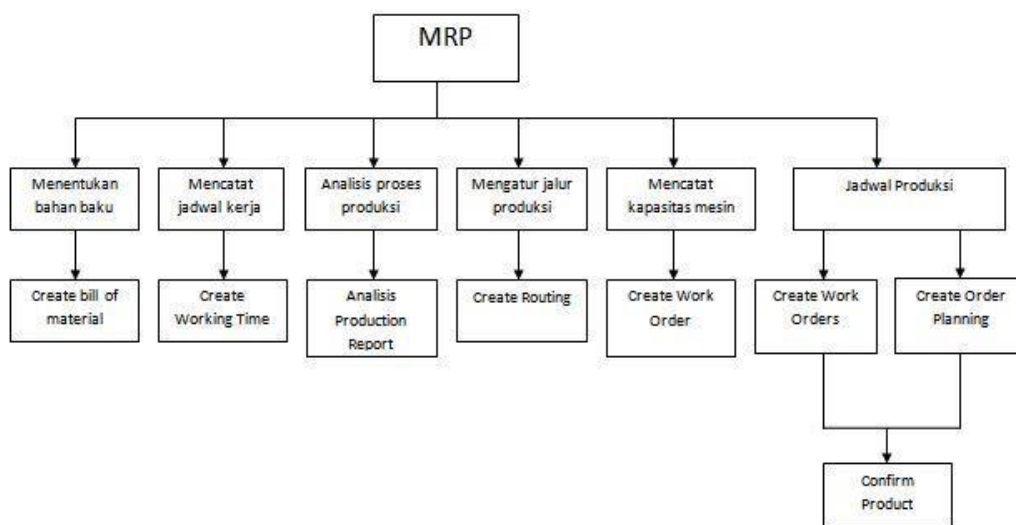 MRP
Menentukan
bahan baku
Mencatat
jadwal kerja
Analisis proses
produksi
Mengatur jalur
produksi
Mencatat
kapasitas mesin
Jadwal Produksi
Create bill of
material
Create
Working Time
Analisis
Production
Report
Create Routing
Create Work
Order
Create Work
Orders
Create Order
Planning
Confirm
Product